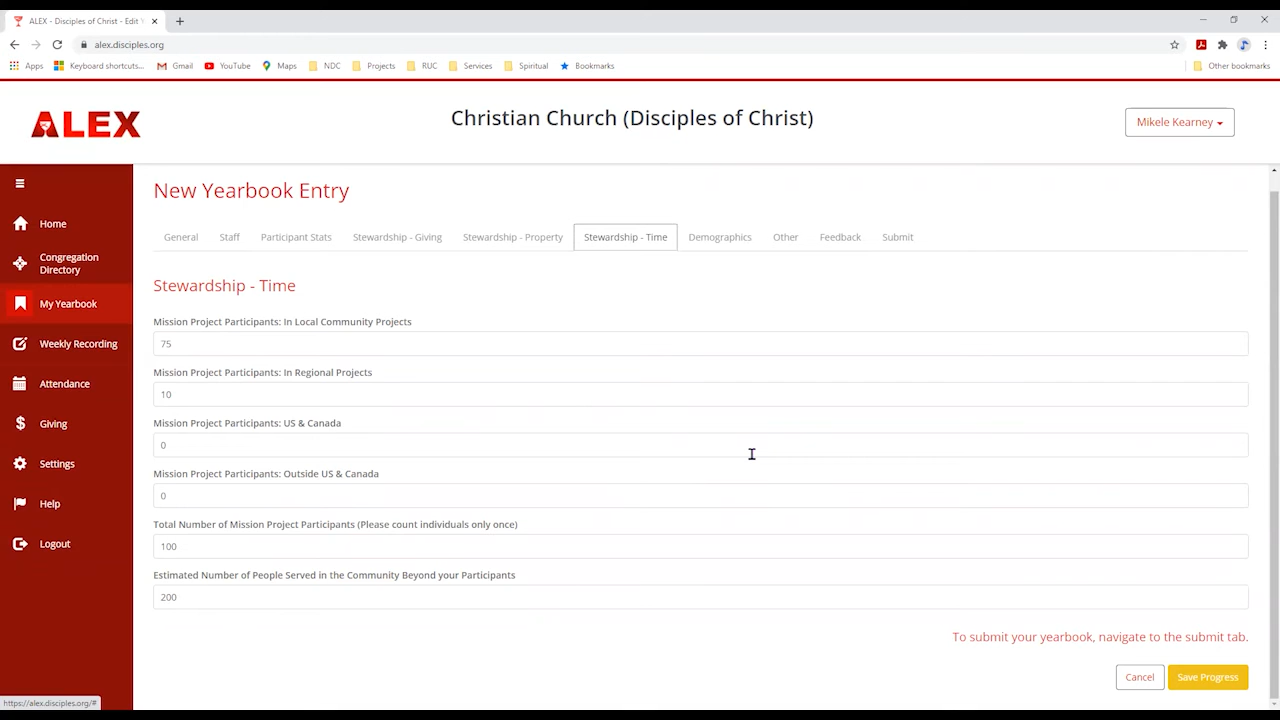 ALEX - Disciples of Christ - Edit
alex.disciples.org
Apps Keyboard shortcuts... Gmail YouTube Maps NDC Projects RUC Services Spiritual Bookmarks Other bookmarks
ALEX
Christian Church (Disciples of Christ)
Mikele Kearney
Home
Congregation
Directory
My Yearbook
Weekly Recording
Attendance
Giving
Settings
Help
Logout
New Yearbook Entry
General Staff Participant Stats Stewardship - Giving Stewardship - Property Stewardship - Time Demographics Other Feedback Submit
Stewardship - Time
Mission Project Participants: In Local Community Projects
75
Mission Project Participants: In Regional Projects
10
Mission Project Participants: US & Canada
0
Mission Project Participants: Outside US & Canada
0
Total Number of Mission Project Participants (Please count individuals only once)
100
Estimated Number of People Served in the Community Beyond your Participants
200
To submit your yearbook, navigate to the submit tab.
Cancel Save Progress
https://alex.disciples.org/#